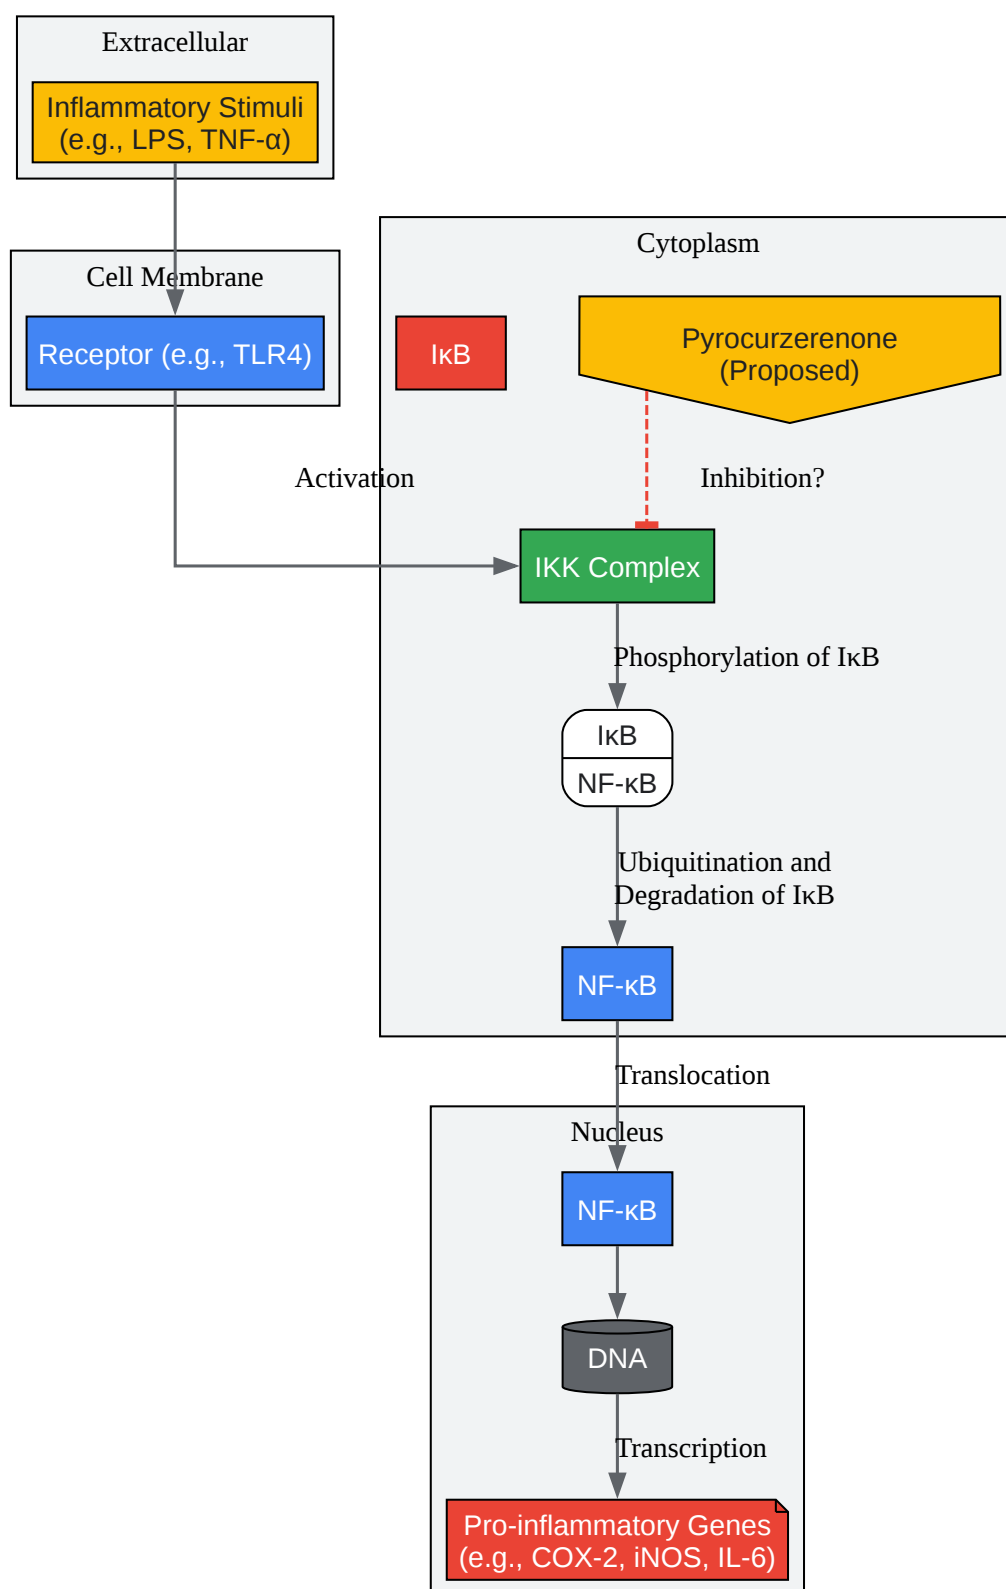 Extracellular
Inflammatory Stimuli
(e.g., LPS, TNF-α)
Cell Membrane
Receptor (e.g., TLR4)
Cytoplasm
IκB
Pyrocurzerenone
(Proposed)
Activation
Inhibition?
IKK Complex
Phosphorylation of IκB
IκB
NF-κB
Ubiquitination and
Degradation of IκB
NF-κB
Translocation
Nucleus
NF-κB
DNA
Transcription
Pro-inflammatory Genes
(e.g., COX-2, iNOS, IL-6)